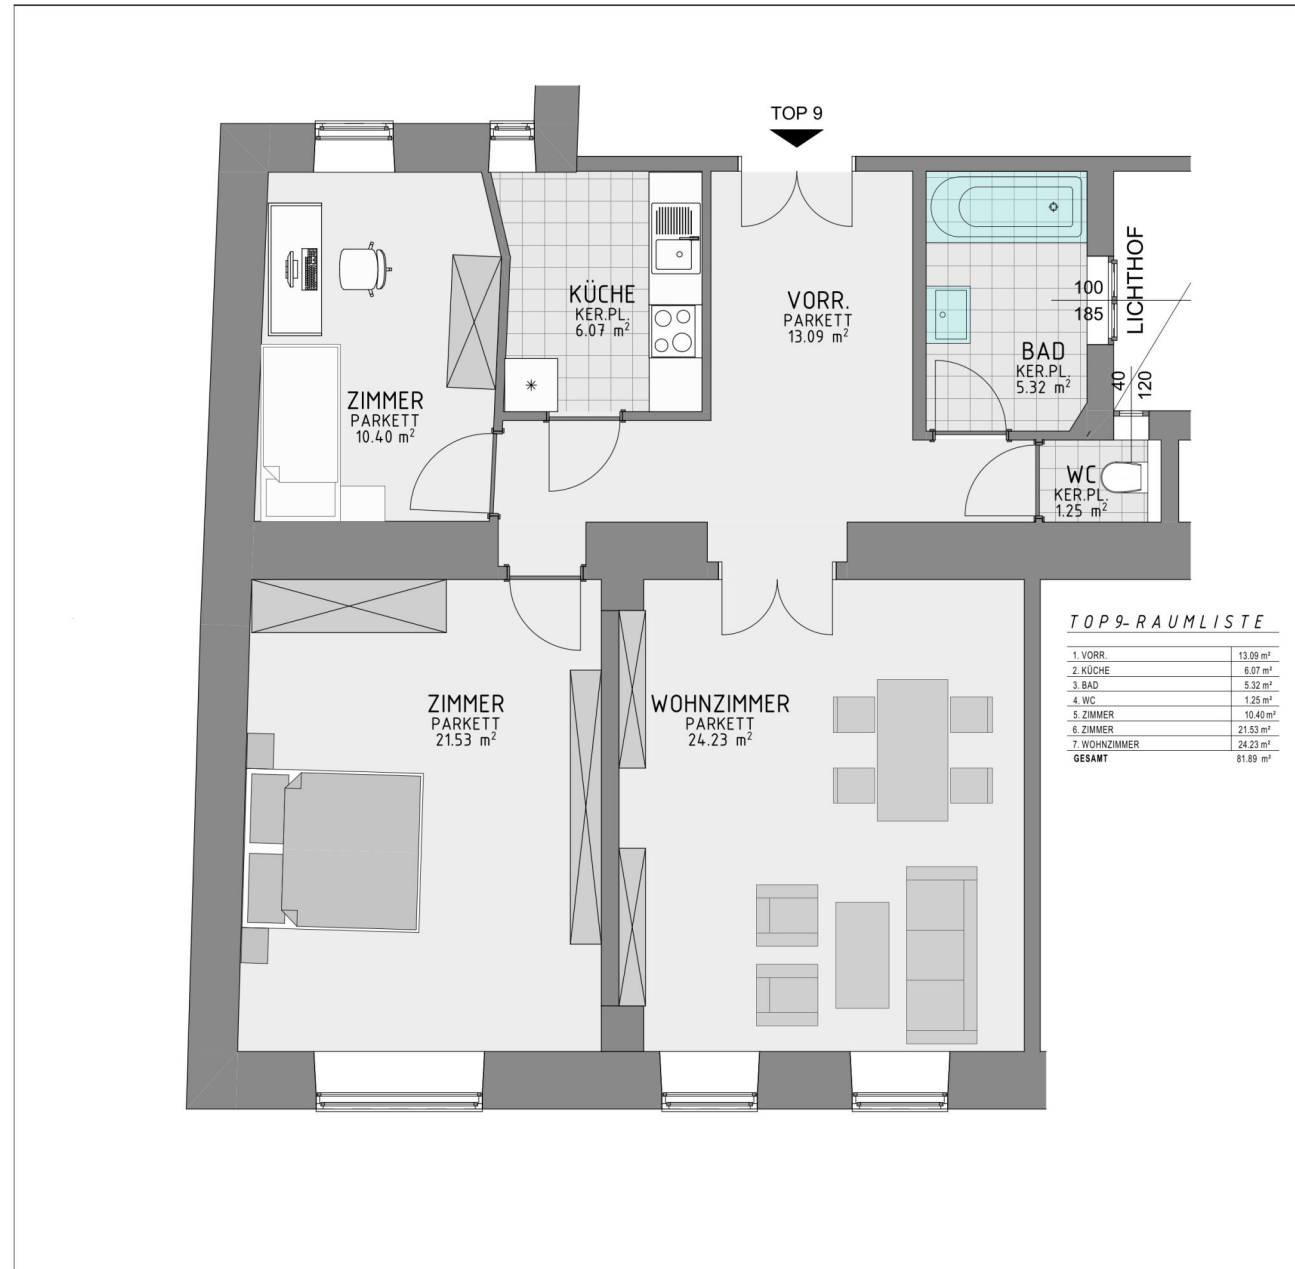 TOP 9
KÜCHE
KER.PL.
6.07 m²
VORR.
PARKETT
13.09 m²
LICHTHOF
100
185
BAD
KER.PL.
5.32 m²
40
120
ZIMMER
PARKETT
10.40 m²
WC
KER.PL.
1.25 m²
ZIMMER
PARKETT
21.53 m²
WOHNZIMMER
PARKETT
24.23 m²
TOP9-RAUMLISTE
1. VORR. 13.09 m²
2. KÜCHE 6.07 m²
3. BAD 5.32 m²
4. WC 1.25 m²
5. ZIMMER 10.40 m²
6. ZIMMER 21.53 m²
7. WOHNZIMMER 24.23 m²
GESAMT 81.89 m²